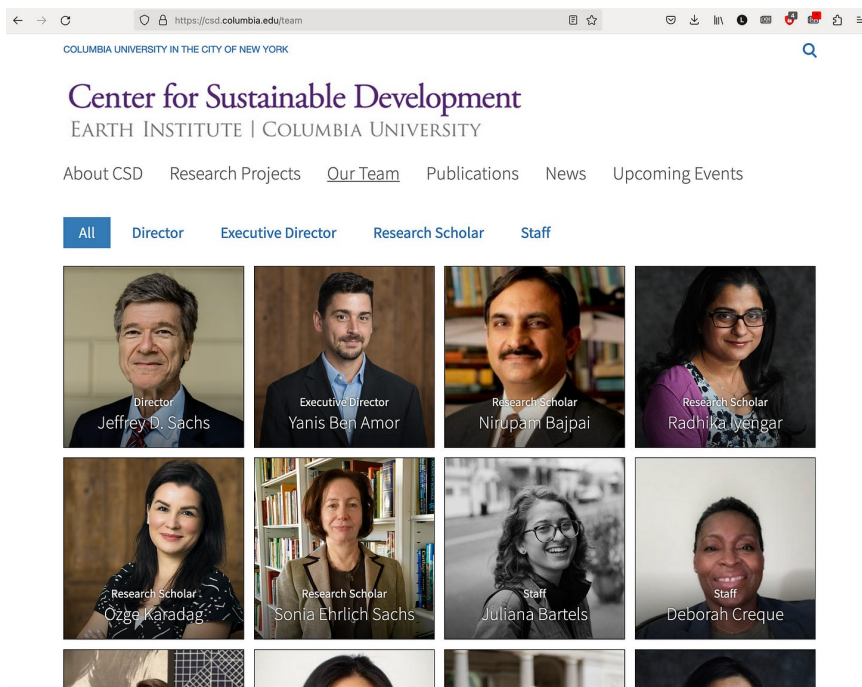 https://csd.columbia.edu/team
COLUMBIA UNIVERSITY IN THE CITY OF NEW YORK
Center for Sustainable Development
EARTH INSTITUTE | COLUMBIA UNIVERSITY
About CSD Research Projects Our Team Publications News Upcoming Events
All Director Executive Director Research Scholar Staff
Director
Jeffrey D. Sachs
Executive Director
Yanis Ben Amor
Research Scholar
Nirupam Bajpai
Research Scholar
Radhika Iyengar
Research Scholar
Ozge Karadag
Research Scholar
Sonia Ehrlich Sachs
Staff
Juliana Bartels
Staff
Deborah Creque